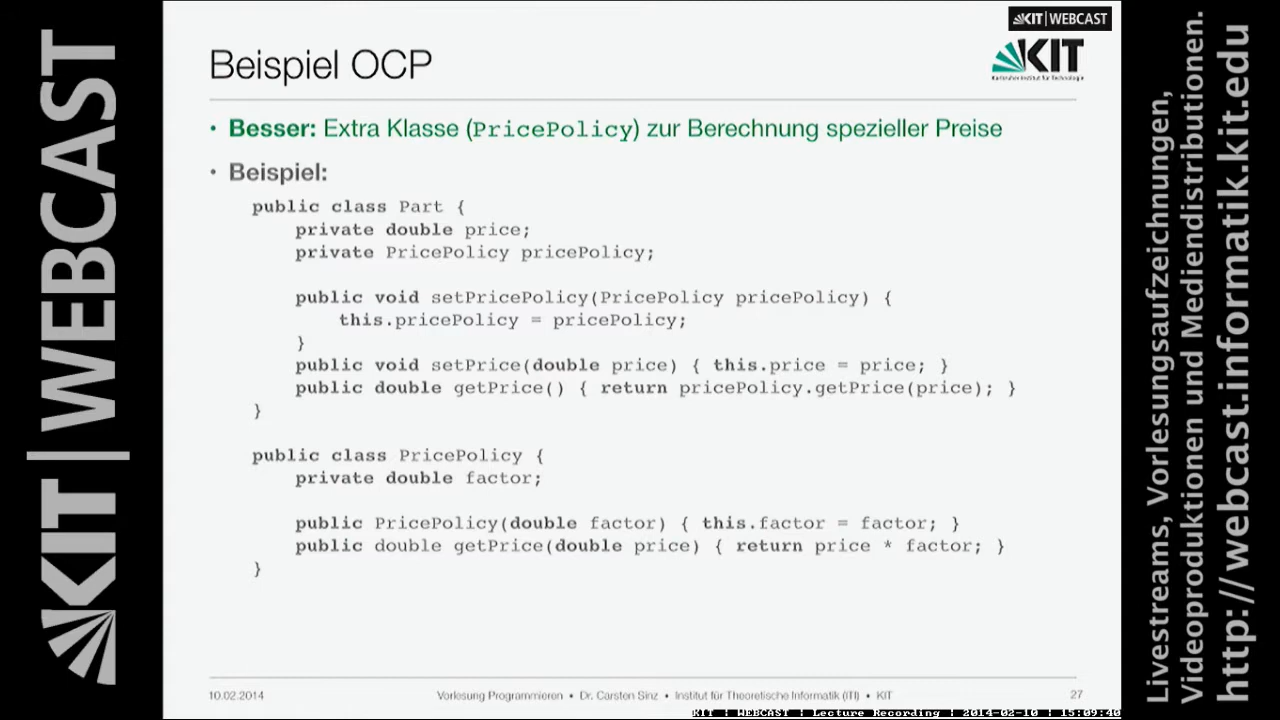 KIT | WEBCAST
KIT | WEBCAST
KIT
Karlsruher Institut für Technologie
Beispiel OCP
• Besser: Extra Klasse (PricePolicy) zur Berechnung spezieller Preise
• Beispiel:
public class Part {
private double price;
private PricePolicy pricePolicy;
public void setPricePolicy(PricePolicy pricePolicy) {
this.pricePolicy = pricePolicy;
}
public void setPrice(double price) { this.price = price; }
public double getPrice() { return pricePolicy.getPrice(price); }
}
public class PricePolicy {
private double factor;
public PricePolicy(double factor) { this.factor = factor; }
public double getPrice(double price) { return price * factor; }
}
10.02.2014
Vorlesung Programmieren • Dr. Carsten Sinz • Institut für Theoretische Informatik (ITI) • KIT
27
KIT : WEBCAST : Lecture Recording : 2014-02-10 : 15:09:40
Livestreams, Vorlesungsaufzeichnungen,
Videoproduktionen und Mediendistributionen.
http://webcast.informatik.kit.edu